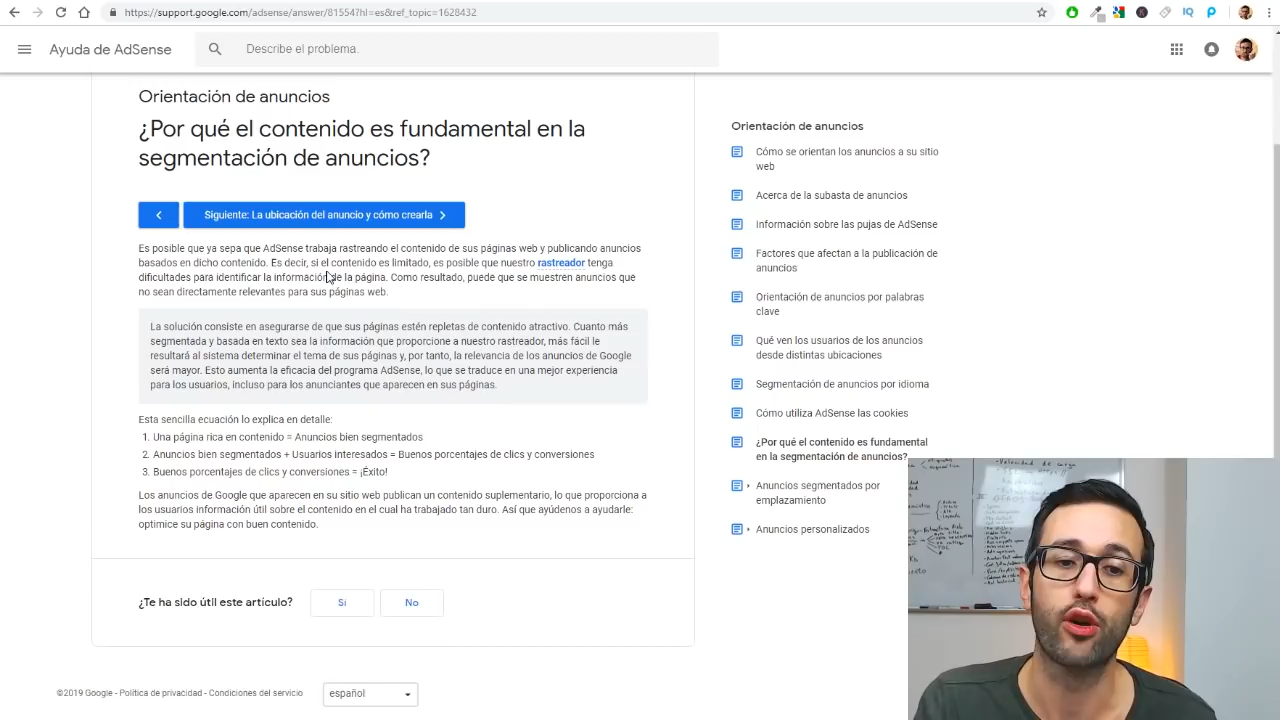 https://support.google.com/adsense/answer/81554?hl=es&ref_topic=1628432
Ayuda de AdSense
Describe el problema.
Orientación de anuncios
¿Por qué el contenido es fundamental en la
segmentación de anuncios?
Siguiente: La ubicación del anuncio y cómo crearla
Es posible que ya sepa que AdSense trabaja rastreando el contenido de sus páginas web y publicando anuncios
basados en dicho contenido. Es decir, si el contenido es limitado, es posible que nuestro rastreador tenga
dificultades para identificar la información de la página. Como resultado, puede que se muestren anuncios que
no sean directamente relevantes para sus páginas web.
La solución consiste en asegurarse de que sus páginas estén repletas de contenido atractivo. Cuanto más
segmentada y basada en texto sea la información que proporcione a nuestro rastreador, más fácil le
resultará al sistema determinar el tema de sus páginas y, por tanto, la relevancia de los anuncios de Google
será mayor. Esto aumenta la eficacia del programa AdSense, lo que se traduce en una mejor experiencia
para los usuarios, incluso para los anunciantes que aparecen en sus páginas.
Esta sencilla ecuación lo explica en detalle:
1. Una página rica en contenido = Anuncios bien segmentados
2. Anuncios bien segmentados + Usuarios interesados = Buenos porcentajes de clics y conversiones
3. Buenos porcentajes de clics y conversiones = ¡Éxito!
Los anuncios de Google que aparecen en su sitio web publican un contenido suplementario, lo que proporciona a
los usuarios información útil sobre el contenido en el cual ha trabajado tan duro. Así que ayúdenos a ayudarle:
optimice su página con buen contenido.
¿Te ha sido útil este artículo?
Sí
No
©2019 Google - Política de privacidad - Condiciones del servicio
español
Orientación de anuncios
Cómo se orientan los anuncios a su sitio
web
Acerca de la subasta de anuncios
Información sobre las pujas de AdSense
Factores que afectan a la publicación de
anuncios
Orientación de anuncios por palabras
clave
Qué ven los usuarios de los anuncios
desde distintas ubicaciones
Segmentación de anuncios por idioma
Cómo utiliza AdSense las cookies
¿Por qué el contenido es fundamental
en la segmentación de anuncios?
Anuncios segmentados por
emplazamiento
Anuncios personalizados
Velocidad de carga